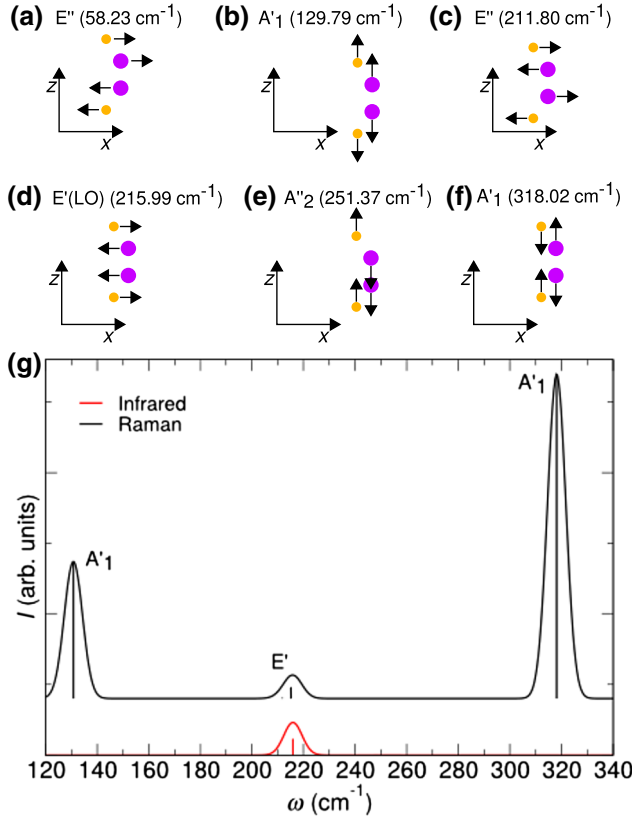 (a) E'' (58.23 cm⁻¹)
z
x
(b) A'₁ (129.79 cm⁻¹)
z
x
(c) E'' (211.80 cm⁻¹)
z
x
(d) E'(LO) (215.99 cm⁻¹)
z
x
(e) A''₂ (251.37 cm⁻¹)
z
x
(f) A'₁ (318.02 cm⁻¹)
z
x
(g)
Infrared
Raman
A'₁
A'₁
E'
I (arb. units)
120 140 160 180 200 220 240 260 280 300 320 340
ω (cm⁻¹)